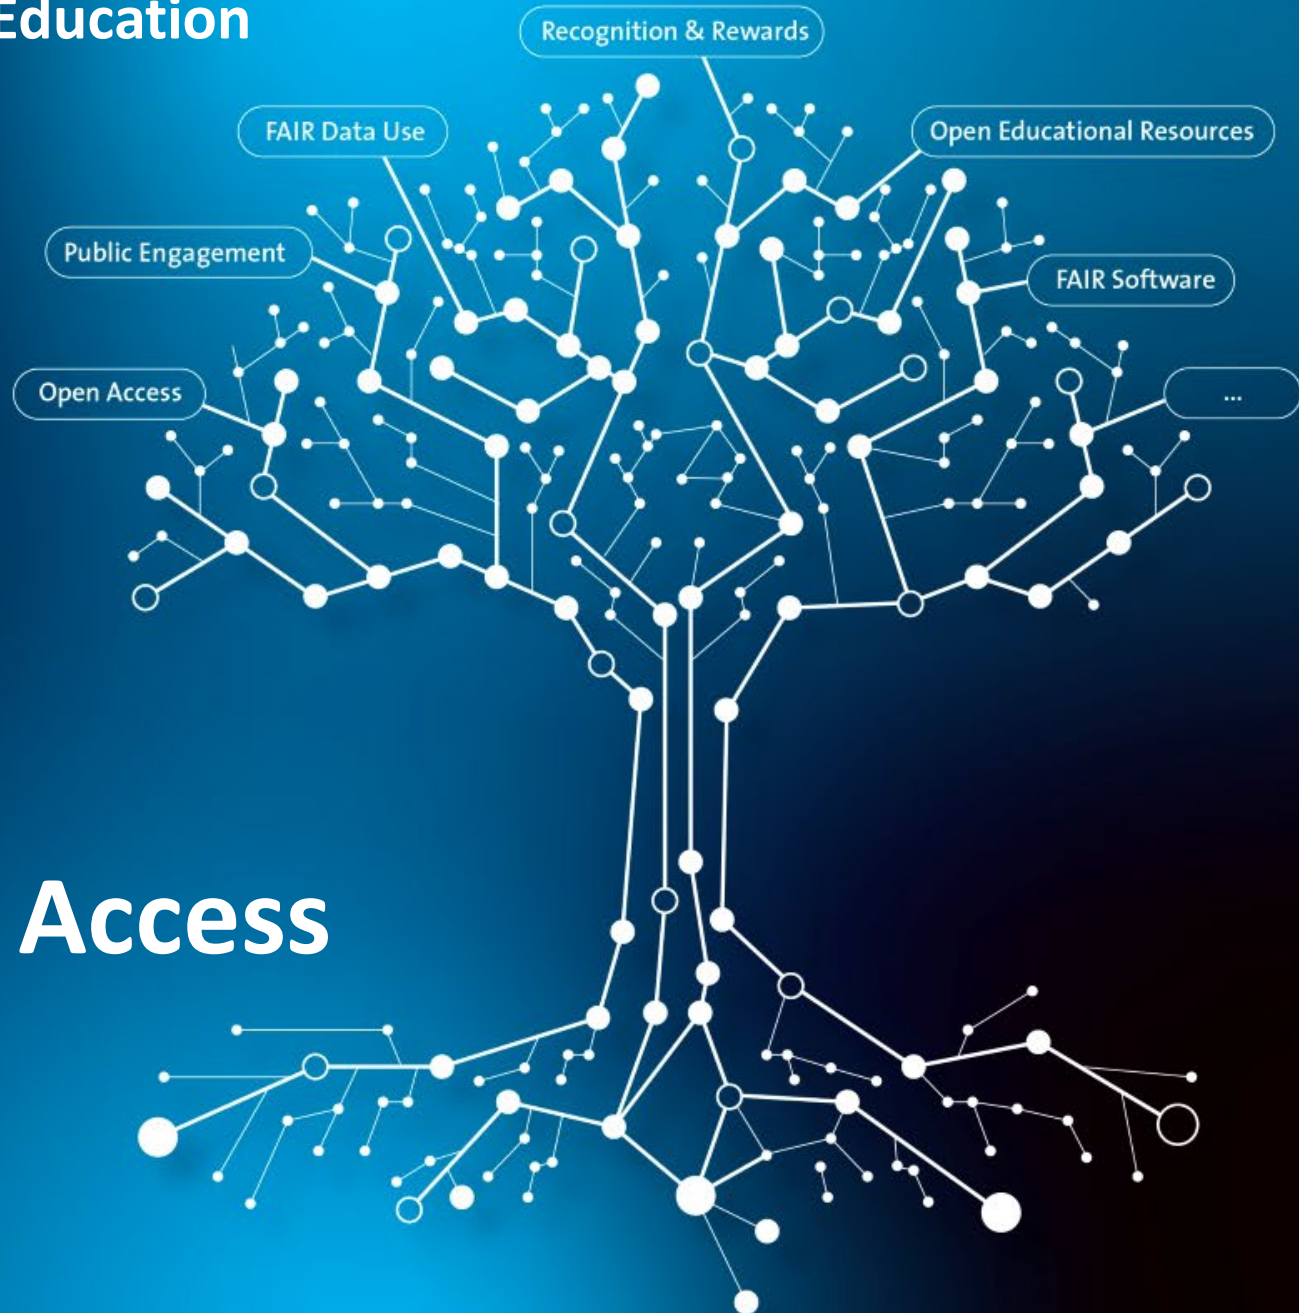 Education
Recognition & Rewards
FAIR Data Use
Open Educational Resources
Public Engagement
FAIR Software
Open Access
...
Access